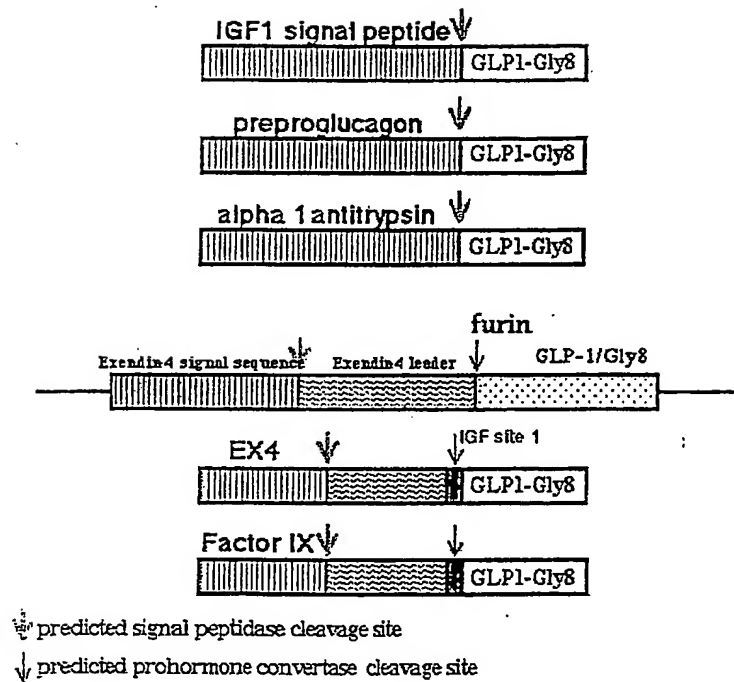 IGF1 signal peptide
GLP1-Gly8
preproglucagon
GLP1-Gly8
alpha 1 antitrypsin
GLP1-Gly8
furin
Exendin4 signal sequence Exendin4 leader GLP-1/Gly8
EX4 IGF site 1
GLP1-Gly8
Factor IX
GLP1-Gly8
predicted signal peptidase cleavage site
predicted prohormone convertase cleavage site